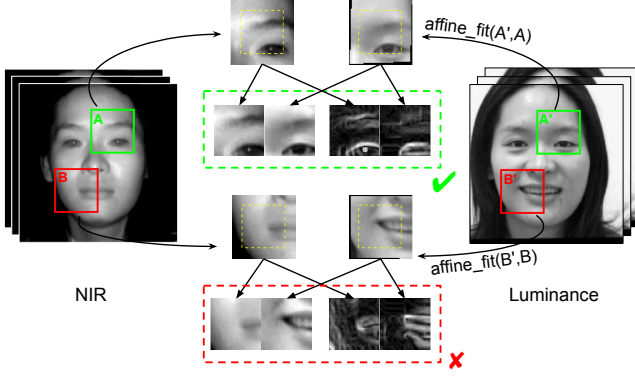 affine_fit(A',A)
A
A'
B
B'
affine_fit(B',B)
NIR
Luminance